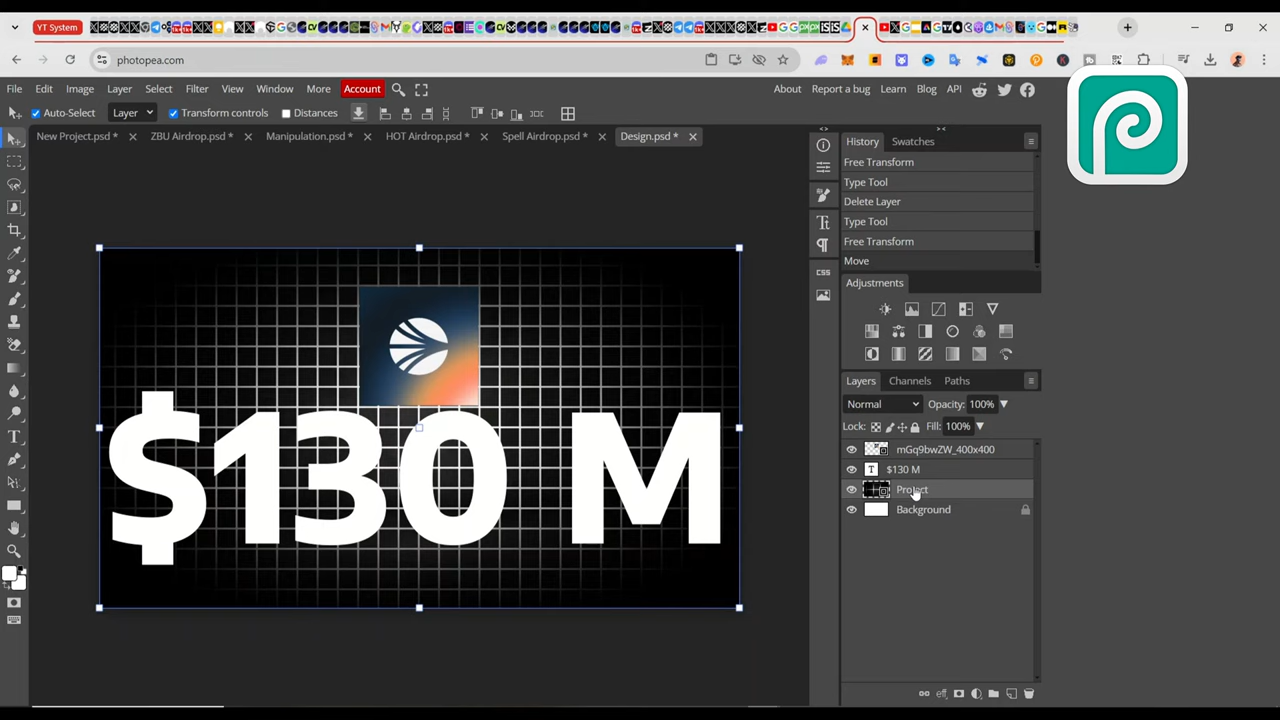 YT System
photopea.com
File Edit Image Layer Select Filter View Window More Account
About Report a bug Learn Blog API
Auto-Select Layer Transform controls Distances
New Project.psd * ZBU Airdrop.psd * Manipulation.psd * HOT Airdrop.psd * Spell Airdrop.psd * Design.psd *
History Swatches
Free Transform
Type Tool
Delete Layer
Type Tool
Free Transform
Move
Adjustments
CSS
Layers Channels Paths
Normal Opacity: 100%
Lock: Fill: 100%
mGq9bwZW_400x400
T $130 M
Project
Background
$130 M
eff